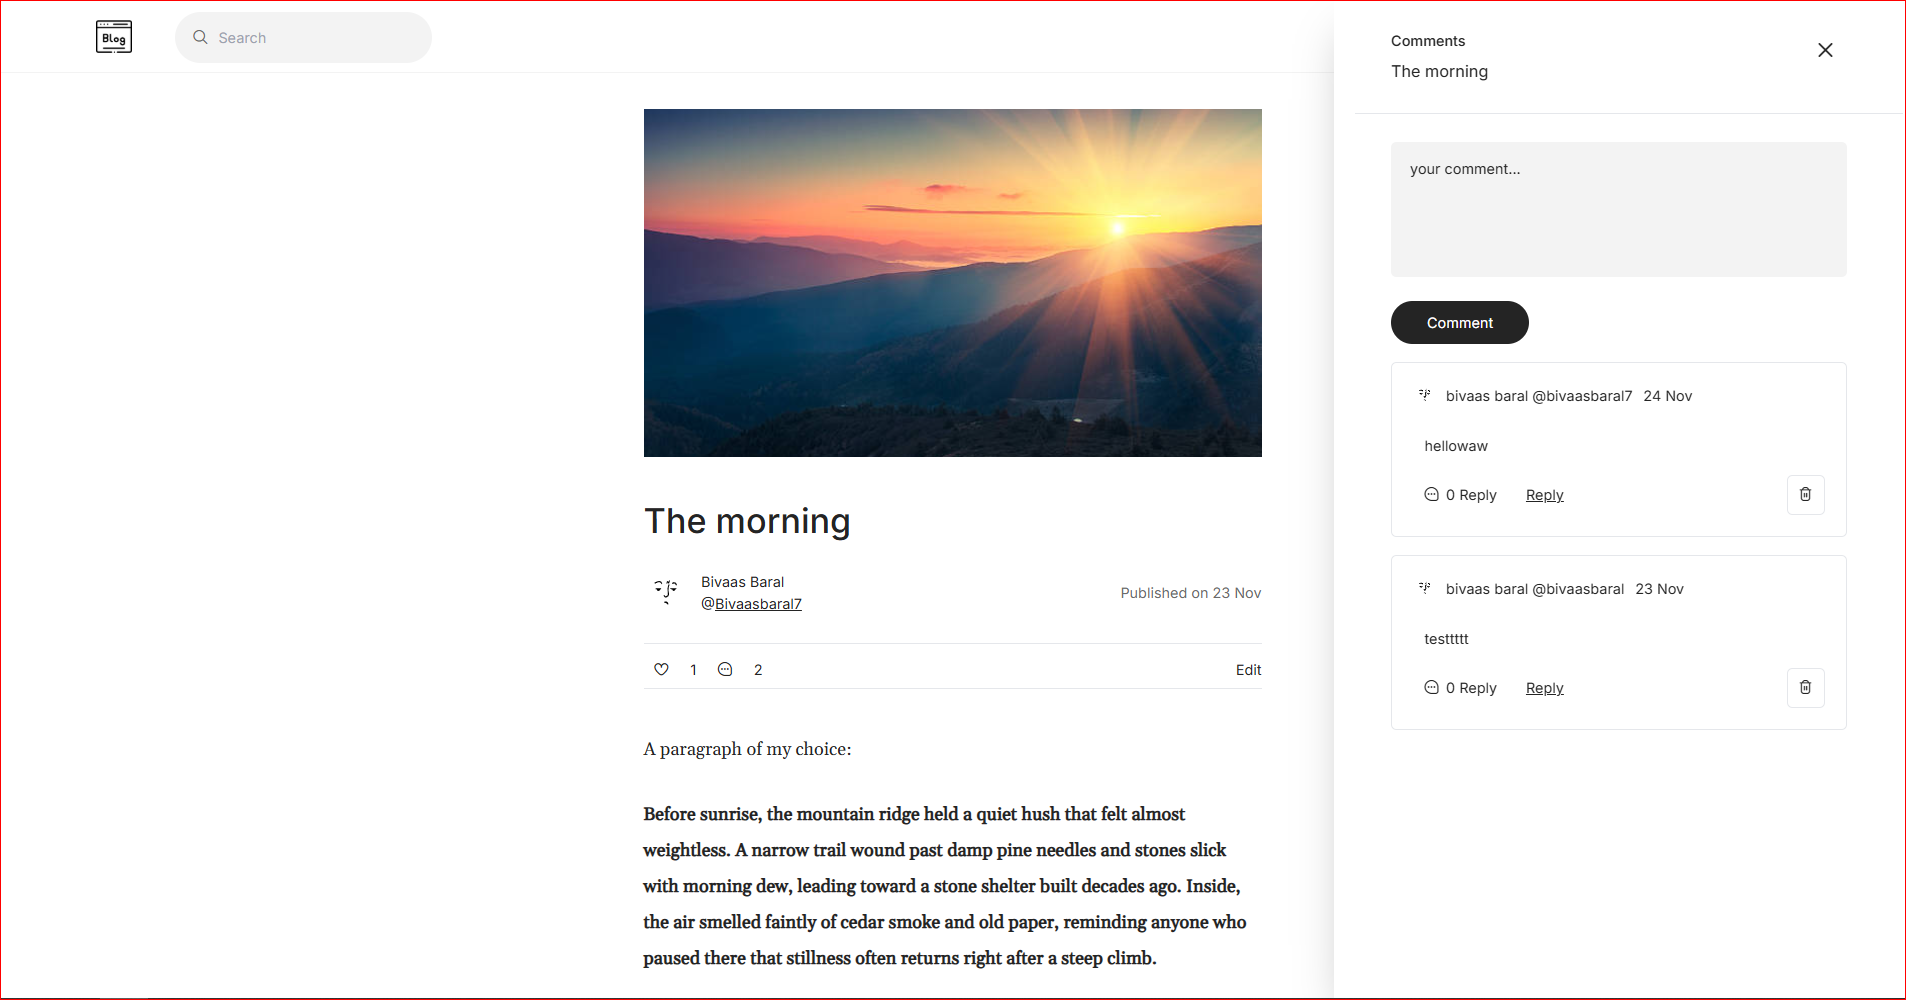 Blog
Search
The morning
Bivaas Baral
@Bivaasbaral7
Published on 23 Nov
1
2
Edit
A paragraph of my choice:
Before sunrise, the mountain ridge held a quiet hush that felt almost
weightless. A narrow trail wound past damp pine needles and stones slick
with morning dew, leading toward a stone shelter built decades ago. Inside,
the air smelled faintly of cedar smoke and old paper, reminding anyone who
paused there that stillness often returns right after a steep climb.
Comments
The morning
your comment...
Comment
bivaas baral @bivaasbaral7 24 Nov
hellowaw
0 Reply Reply
bivaas baral @bivaasbaral 23 Nov
testtttt
0 Reply Reply